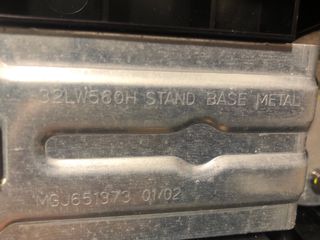 32LW560H STAND BASE METAL
MGJ651973 01/02